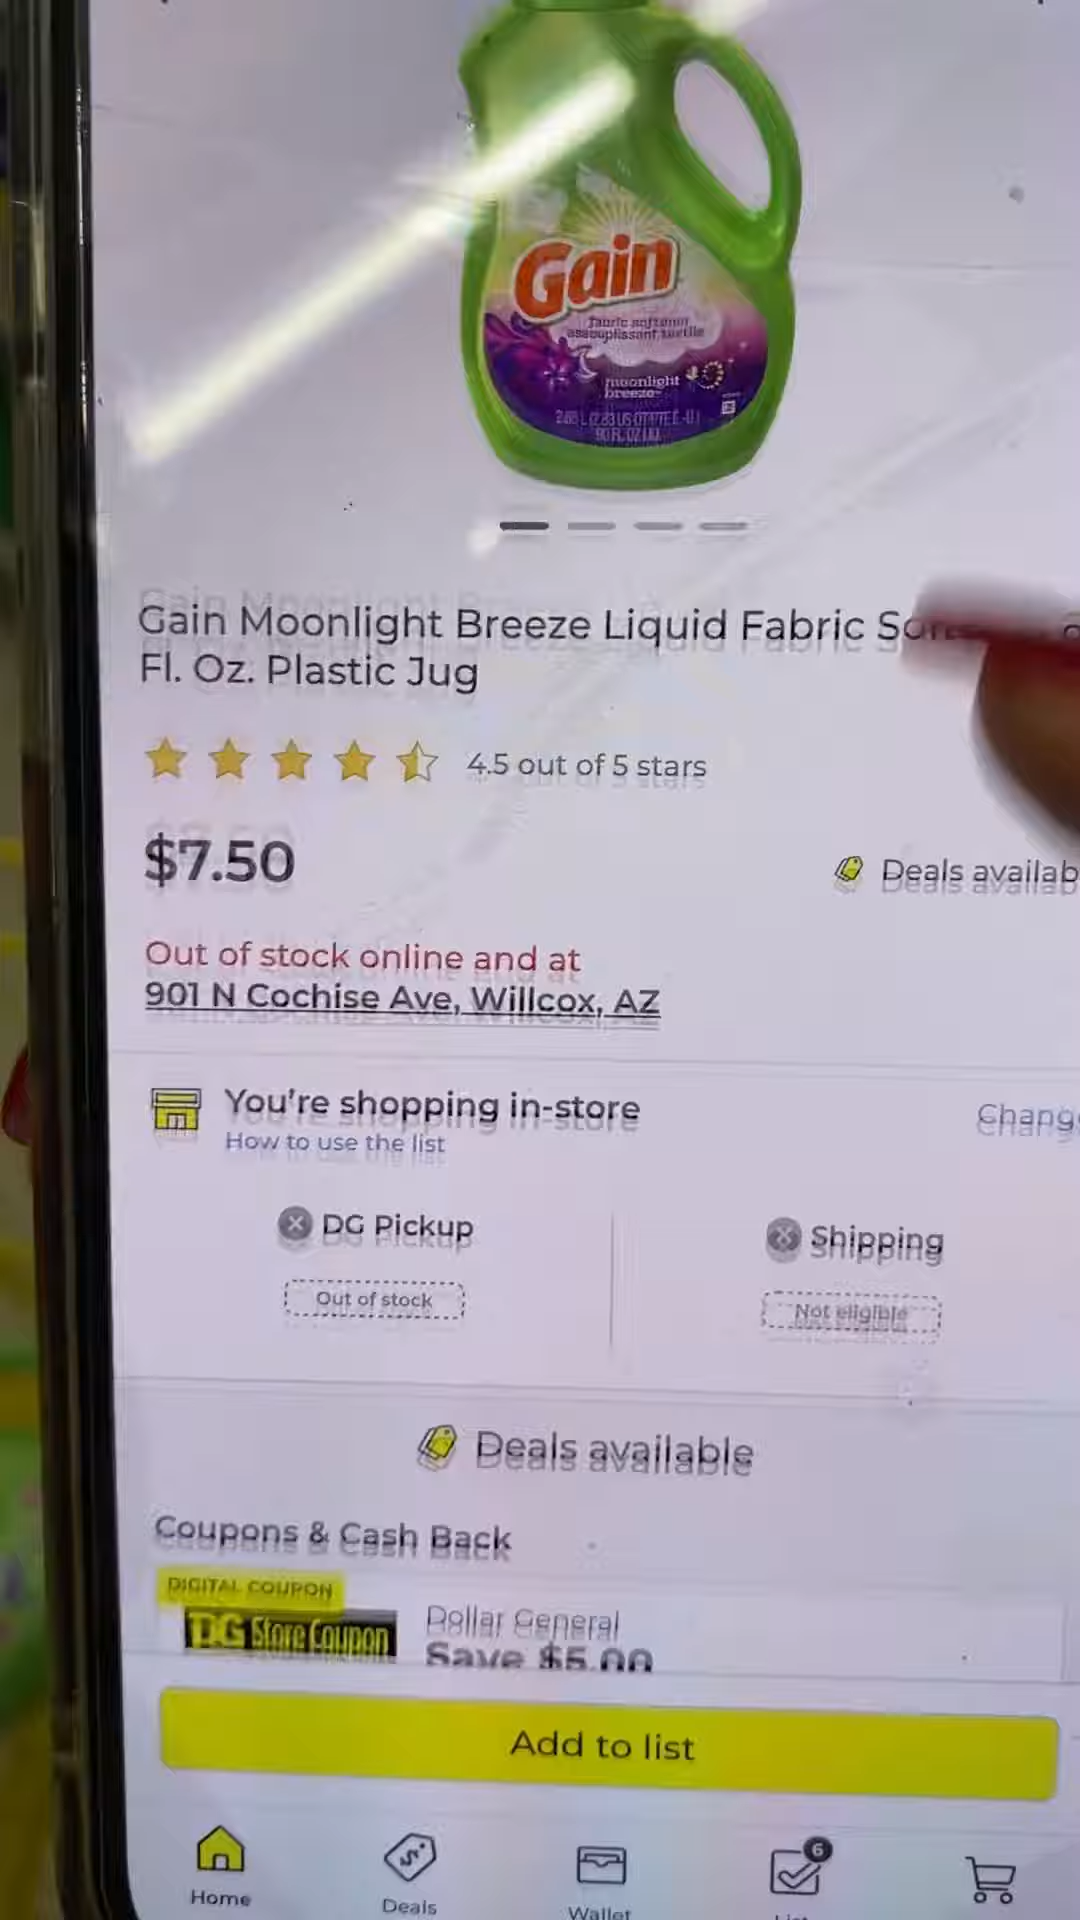 Gain
fabric softener
assouplissant textile
moonlight
breeze
90 FL OZ LIQ
Gain Moonlight Breeze Liquid Fabric
Fl. Oz. Plastic Jug
4.5 out of 5 stars
$7.50
Deals availab
Out of stock online and at
901 N Cochise Ave, Willcox, AZ
You're shopping in-store
Chang
How to use the list
DG Pickup
Shipping
Out of stock
Not eligible
Deals available
Coupons & Cash Back
DIGITAL COUPON
DG Store Coupon
Dollar General
Save $5.00
Add to list
6
Home
Deals
Wallet